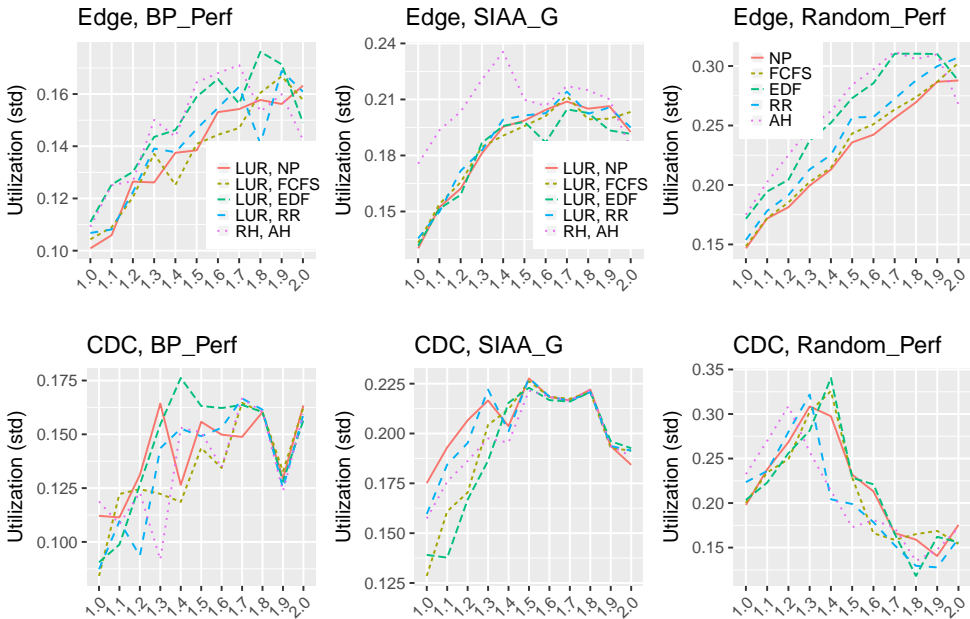 Edge, BP_Perf
Utilization (std)
0.16
0.14
0.12
0.10
LUR, NP
LUR, FCFS
LUR, EDF
LUR, RR
RH, AH
1.0 1.1 1.2 1.3 1.4 1.5 1.6 1.7 1.8 1.9 2.0
Edge, SIAA_G
Utilization (std)
0.24
0.21
0.18
0.15
LUR, NP
LUR, FCFS
LUR, EDF
LUR, RR
RH, AH
1.0 1.1 1.2 1.3 1.4 1.5 1.6 1.7 1.8 1.9 2.0
Edge, Random_Perf
Utilization (std)
0.30
0.25
0.20
0.15
NP
FCFS
EDF
RR
AH
1.0 1.1 1.2 1.3 1.4 1.5 1.6 1.7 1.8 1.9 2.0
CDC, BP_Perf
Utilization (std)
0.175
0.150
0.125
0.100
1.0 1.1 1.2 1.3 1.4 1.5 1.6 1.7 1.8 1.9 2.0
CDC, SIAA_G
Utilization (std)
0.225
0.200
0.175
0.150
0.125
1.0 1.1 1.2 1.3 1.4 1.5 1.6 1.7 1.8 1.9 2.0
CDC, Random_Perf
Utilization (std)
0.35
0.30
0.25
0.20
0.15
1.0 1.1 1.2 1.3 1.4 1.5 1.6 1.7 1.8 1.9 2.0